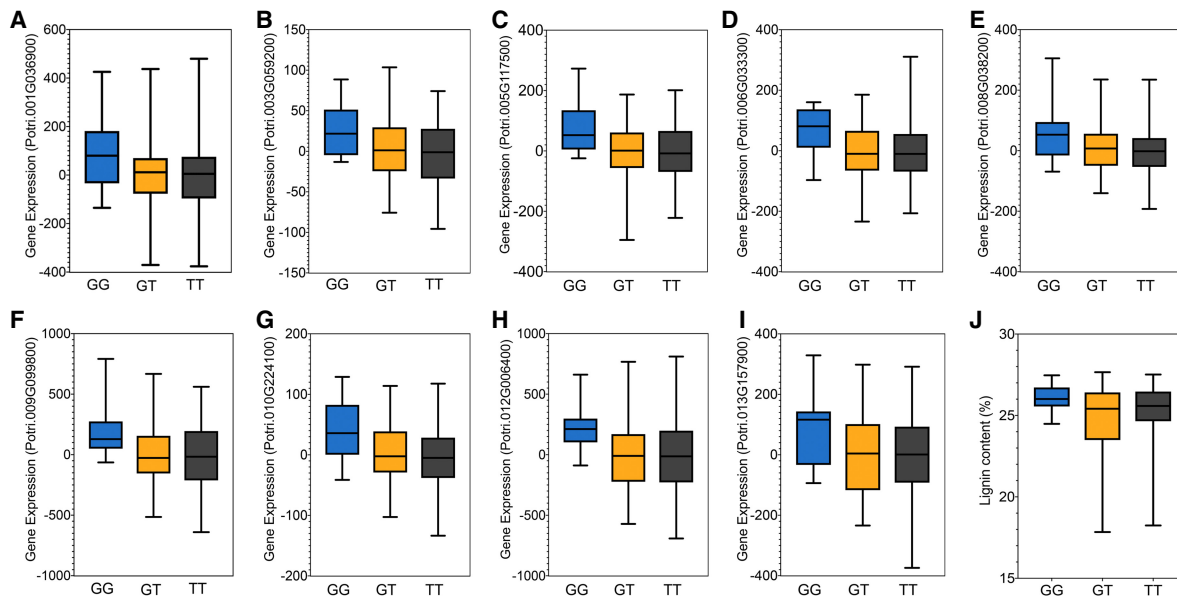 A
Gene Expression (Potri.001G036900)
600
400
200
0
-200
-400
GG GT TT
B
Gene Expression (Potri.003G059200)
150
100
50
0
-50
-100
-150
GG GT TT
C
Gene Expression (Potri.005G117500)
400
200
0
-200
-400
GG GT TT
D
Gene Expression (Potri.006G033300)
400
200
0
-200
-400
GG GT TT
E
Gene Expression (Potri.008G038200)
400
200
0
-200
-400
GG GT TT
F
Gene Expression (Potri.009G099800)
1000
500
0
-500
-1000
GG GT TT
G
Gene Expression (Potri.010G224100)
200
100
0
-100
-200
GG GT TT
H
Gene Expression (Potri.012G006400)
1000
500
0
-500
-1000
GG GT TT
I
Gene Expression (Potri.013G157900)
400
200
0
-200
-400
GG GT TT
J
Lignin content (%)
30
25
20
15
GG GT TT